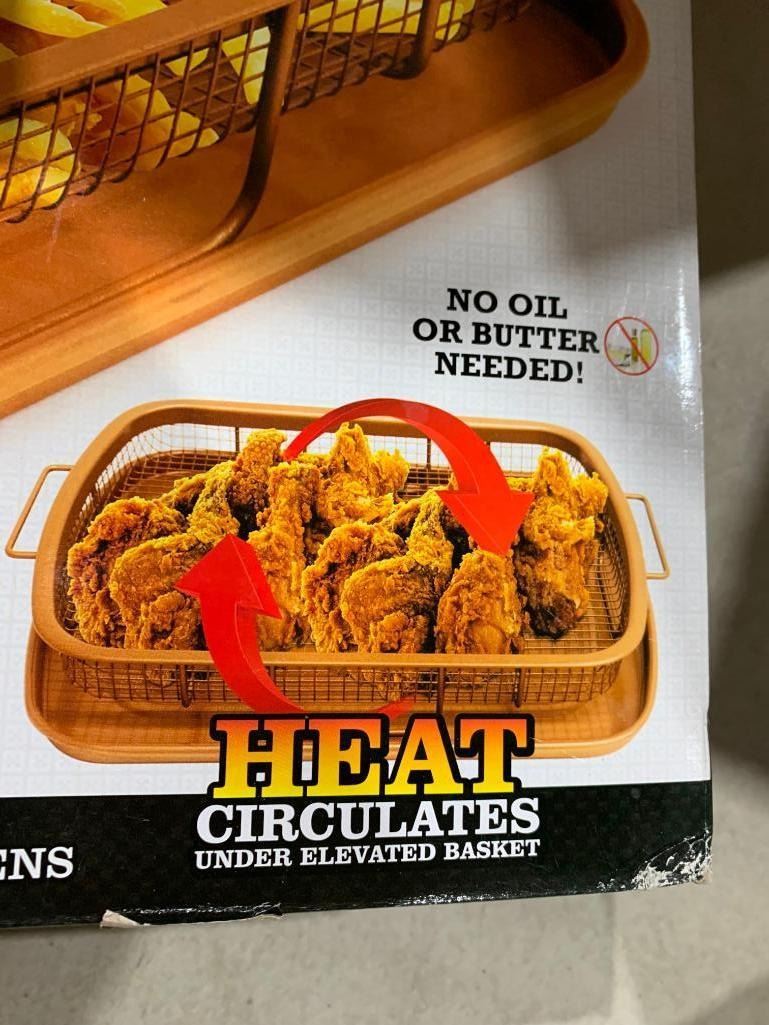 NO OIL
OR BUTTER
NEEDED!
HEAT
CIRCULATES
UNDER ELEVATED BASKET
ENS